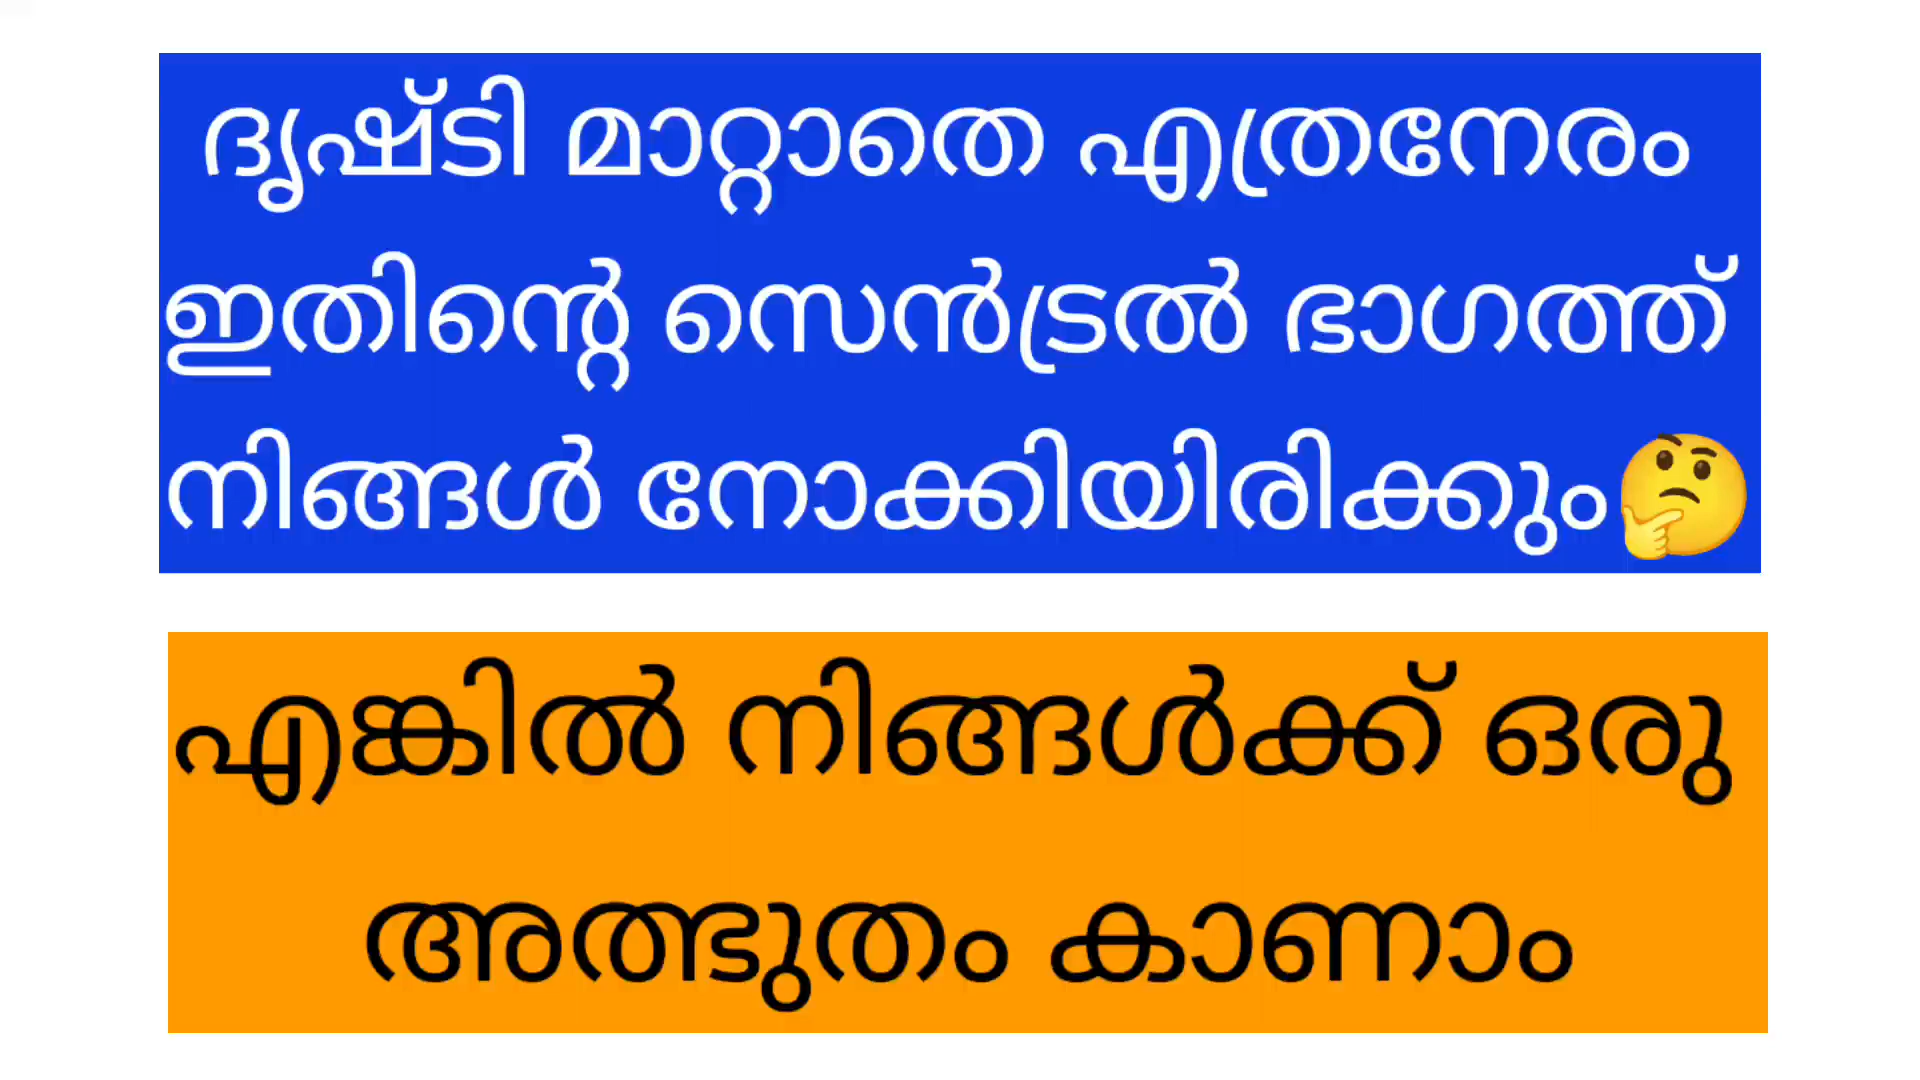 ദൃഷ്ടി മാറ്റാതെ എത്രനേരം
ഇതിന്റെ സെൻട്രൽ ഭാഗത്ത്
നിങ്ങൾ നോക്കിയിരിക്കും🤔
എങ്കിൽ നിങ്ങൾക്ക് ഒരു
അത്ഭുതം കാണാം